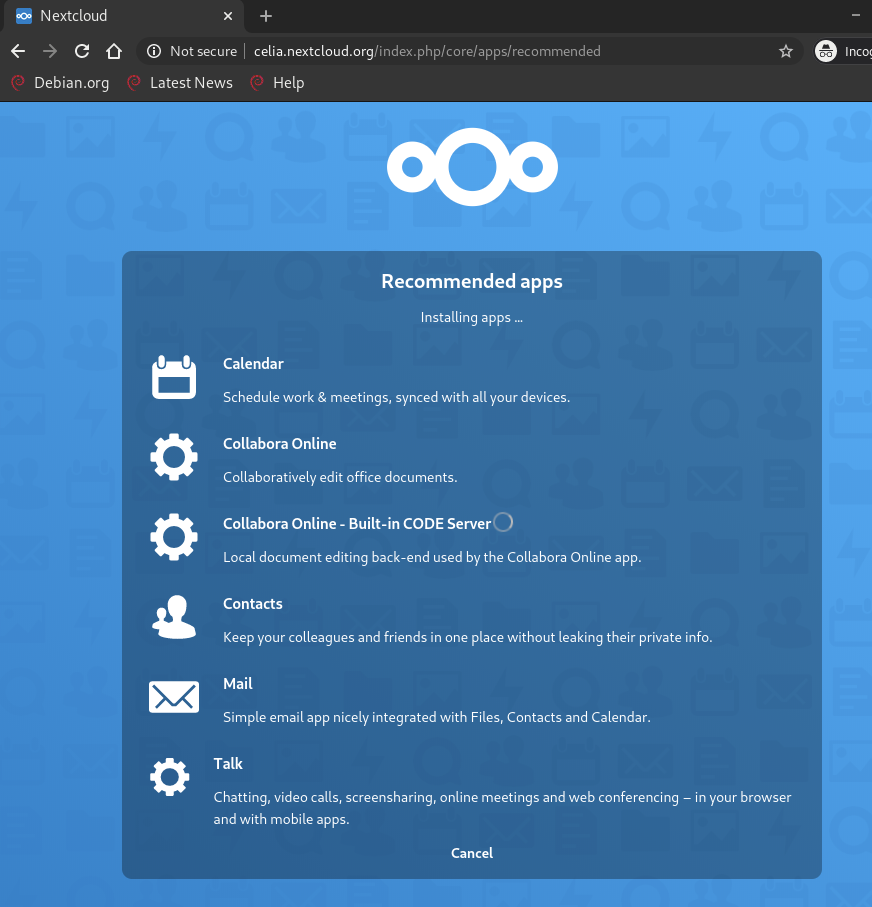 Nextcloud
Not secure celia.nextcloud.org/index.php/core/apps/recommended
Debian.org Latest News Help
Recommended apps
Installing apps ...
Calendar
Schedule work & meetings, synced with all your devices.
Collabora Online
Collaboratively edit office documents.
Collabora Online - Built-in CODE Server
Local document editing back-end used by the Collabora Online app.
Contacts
Keep your colleagues and friends in one place without leaking their private info.
Mail
Simple email app nicely integrated with Files, Contacts and Calendar.
Talk
Chatting, video calls, screensharing, online meetings and web conferencing – in your browser
and with mobile apps.
Cancel